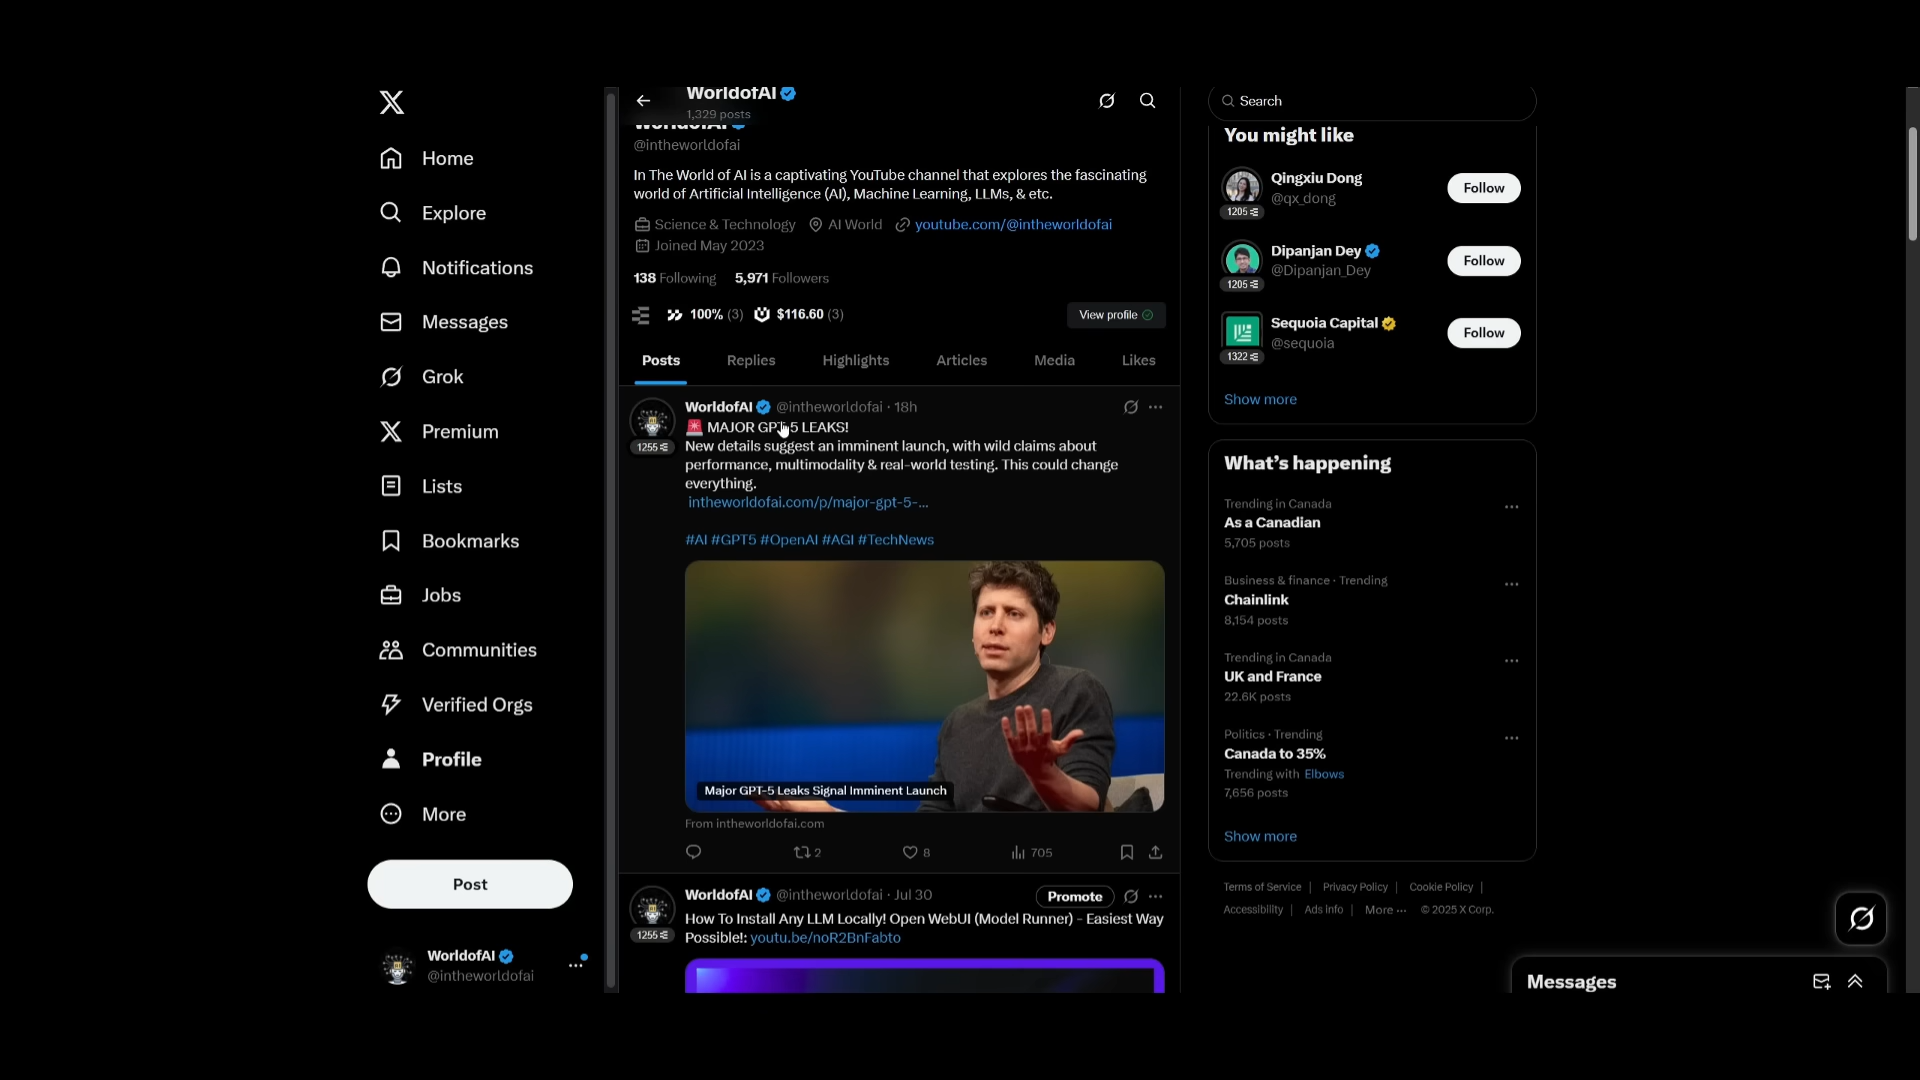 Home
Explore
Notifications
Messages
Grok
Premium
Lists
Bookmarks
Jobs
Communities
Verified Orgs
Profile
More
Post
WorldofAI
@intheworldofai
WorldofAI
1,329 posts
WorldofAI
@intheworldofai
In The World of AI is a captivating YouTube channel that explores the fascinating
world of Artificial Intelligence (AI), Machine Learning, LLMs, & etc.
Science & Technology AI World youtube.com/@intheworldofai
Joined May 2023
138 Following 5,971 Followers
100% (3) $116.60 (3)
View profile
Posts Replies Highlights Articles Media Likes
WorldofAI @intheworldofai · 18h
🚨 MAJOR GPT-5 LEAKS!
1255
New details suggest an imminent launch, with wild claims about
performance, multimodality & real-world testing. This could change
everything.
intheworldofai.com/p/major-gpt-5-...
#AI #GPT5 #OpenAI #AGI #TechNews
Major GPT-5 Leaks Signal Imminent Launch
From intheworldofai.com
2 8 705
WorldofAI @intheworldofai · Jul 30
Promote
How To Install Any LLM Locally! Open WebUI (Model Runner) - Easiest Way
1255
Possible!: youtu.be/noR2BnFabto
Search
You might like
Qingxiu Dong
@qx_dong
1205
Follow
Dipanjan Dey
@Dipanjan_Dey
1205
Follow
Sequoia Capital
@sequoia
1322
Follow
Show more
What's happening
Trending in Canada
As a Canadian
5,705 posts
Business & finance · Trending
Chainlink
8,154 posts
Trending in Canada
UK and France
22.6K posts
Politics · Trending
Canada to 35%
Trending with Elbows
7,656 posts
Show more
Terms of Service | Privacy Policy | Cookie Policy |
Accessibility | Ads info | More ··· © 2025 X Corp.
Messages